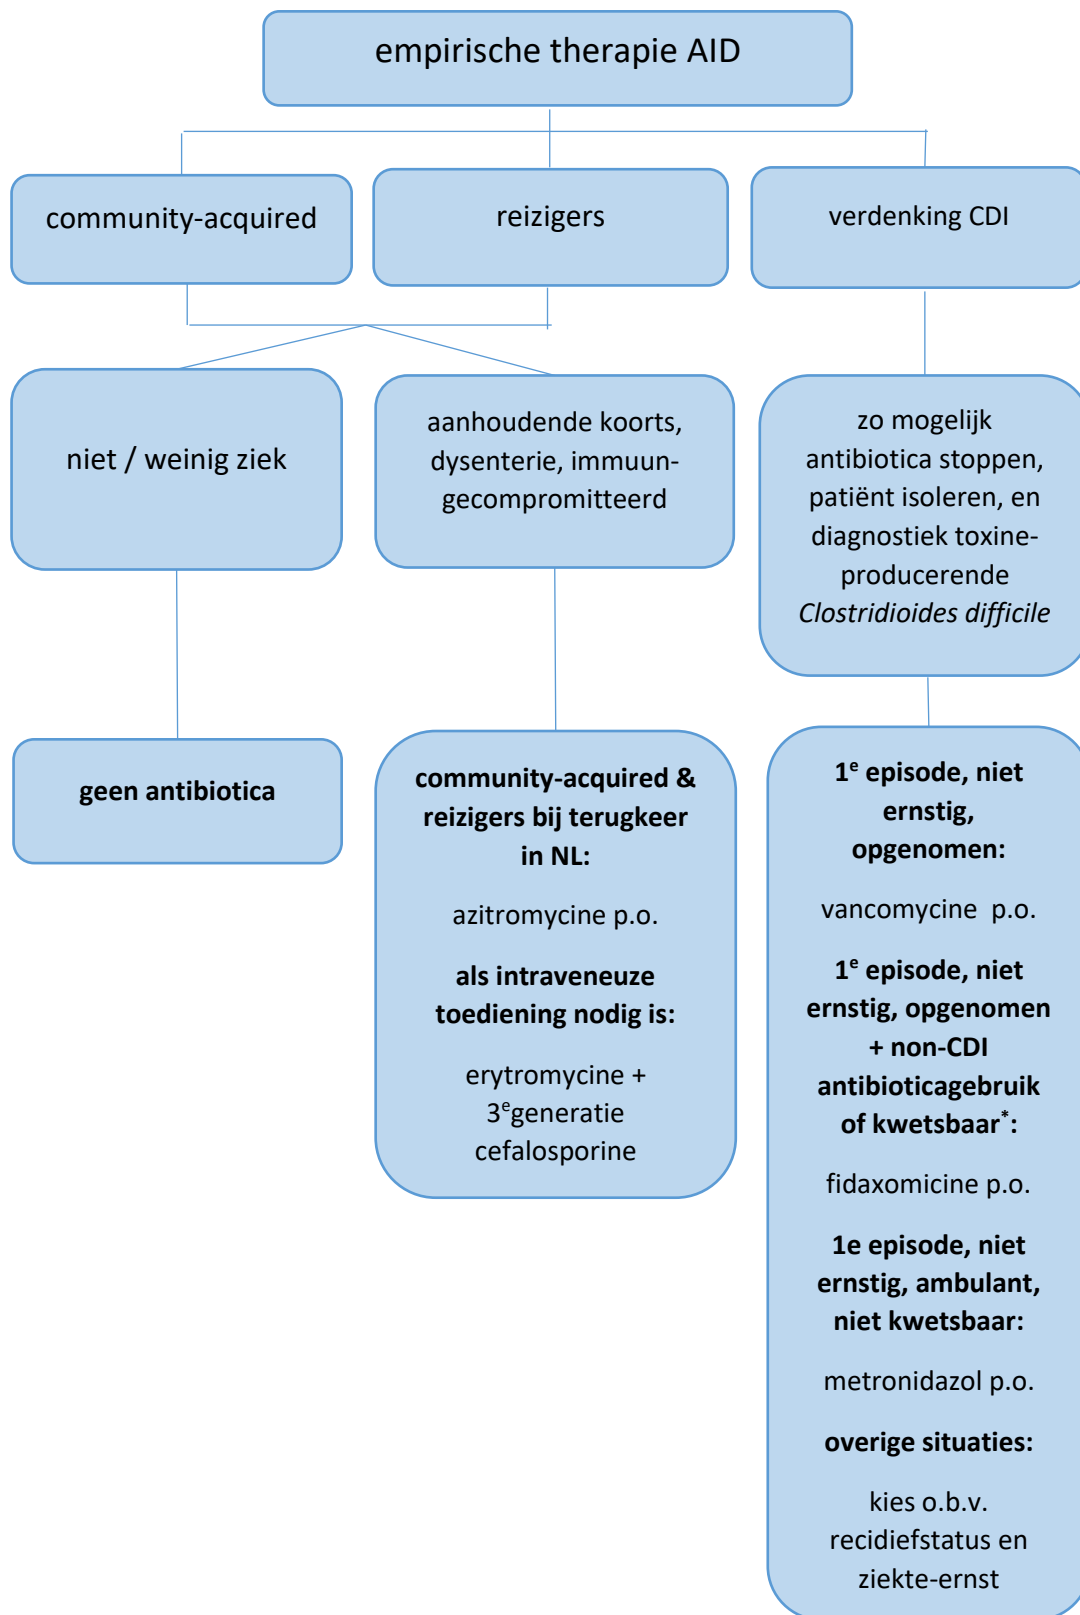 empirische therapie AID
community-acquired
reizigers
verdenking CDI
niet / weinig ziek
aanhoudende koorts,
dysenterie, immuun-
gecompromitteerd
zo mogelijk
antibiotica stoppen,
patiënt isoleren, en
diagnostiek toxine-
producerende
Clostridioides difficile
geen antibiotica
community-acquired &
reizigers bij terugkeer
in NL:
azitromycine p.o.
als intraveneuze
toediening nodig is:
erytromycine +
3e generatie
cefalosporine
1e episode, niet
ernstig,
opgenomen:
vancomycine p.o.
1e episode, niet
ernstig, opgenomen
+ non-CDI
antibioticagebruik
of kwetsbaar*:
fidaxomicine p.o.
1e episode, niet
ernstig, ambulant,
niet kwetsbaar:
metronidazol p.o.
overige situaties:
kies o.b.v.
recidiefstatus en
ziekte-ernst